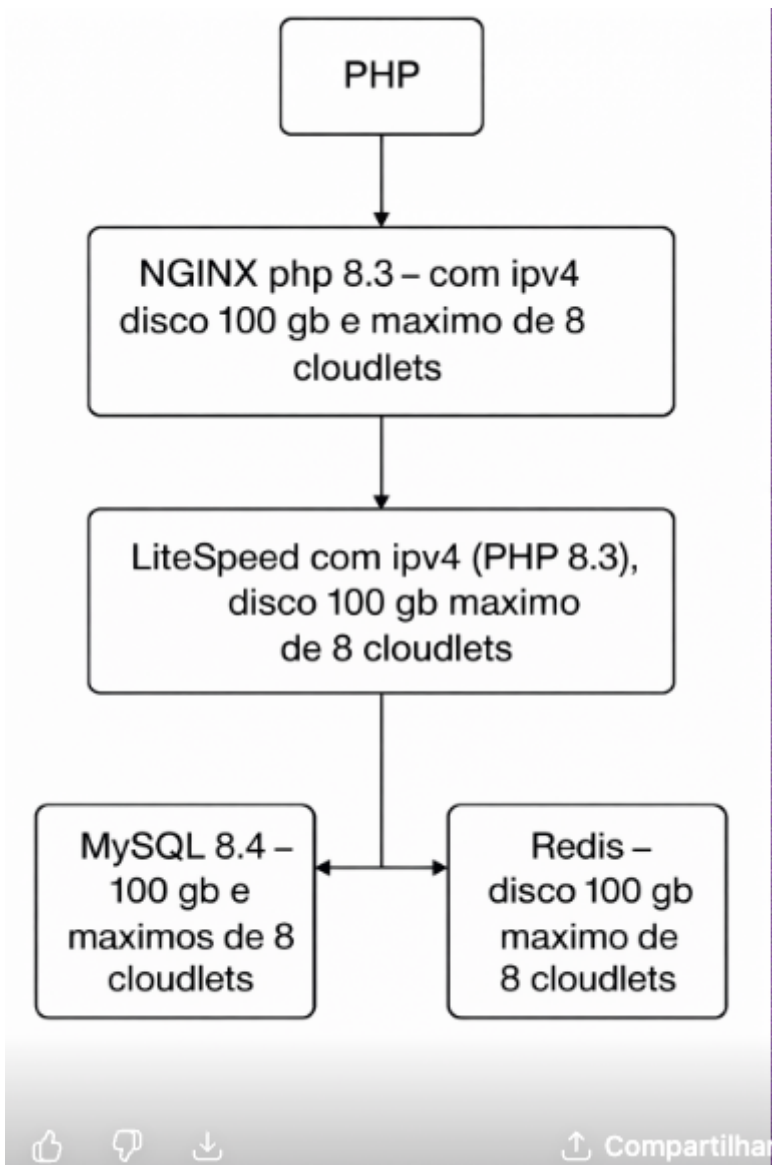 PHP
NGINX php 8.3 – com ipv4
disco 100 gb e maximo de 8
cloudlets
LiteSpeed com ipv4 (PHP 8.3),
disco 100 gb maximo
de 8 cloudlets
MySQL 8.4 –
100 gb e
maximos de 8
cloudlets
Redis –
disco 100 gb
maximo de
8 cloudlets
Compartilhar